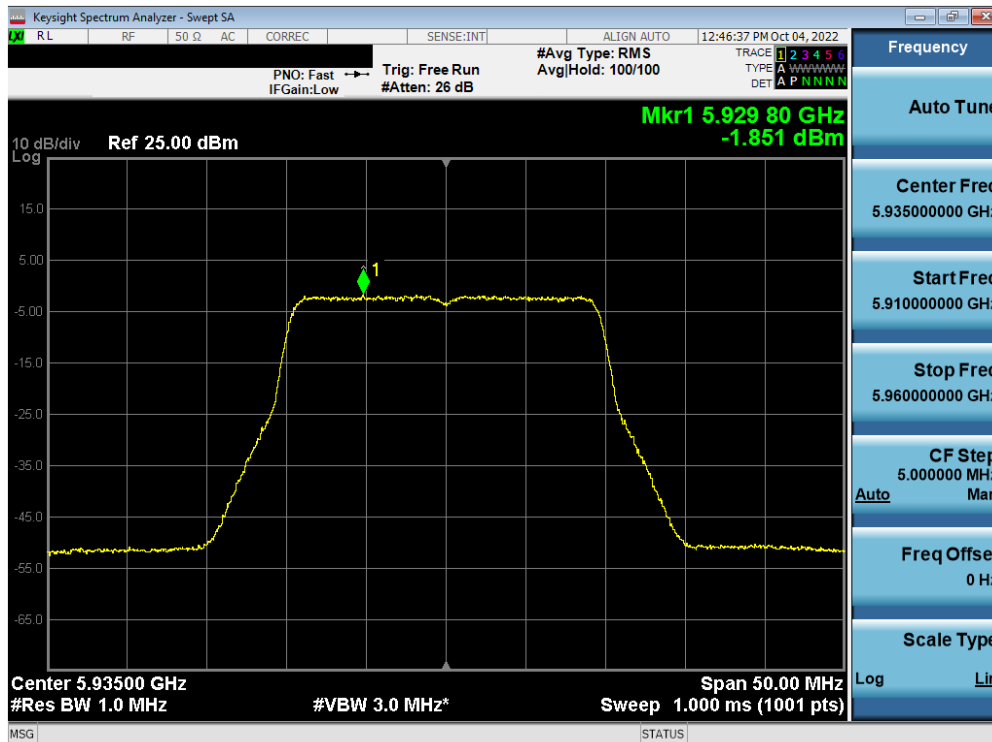 Keysight Spectrum Analyzer - Swept SA
LXI RL RF 50 Ω AC CORREC SENSE:INT ALIGN AUTO 12:46:37 PM Oct 04, 2022
PNO: Fast Trig: Free Run #Avg Type: RMS TRACE 1 2 3 4 5 6
IFGain:Low #Atten: 26 dB Avg|Hold: 100/100 TYPE A W W W W W
DET A P N N N N
Mkr1 5.929 80 GHz
-1.851 dBm
10 dB/div Ref 25.00 dBm
Log
15.0
5.00
1
-5.00
-15.0
-25.0
-35.0
-45.0
-55.0
-65.0
Center 5.93500 GHz Span 50.00 MHz
#Res BW 1.0 MHz #VBW 3.0 MHz* Sweep 1.000 ms (1001 pts)
MSG STATUS
Frequency
Auto Tune
Center Freq
5.935000000 GHz
Start Freq
5.910000000 GHz
Stop Freq
5.960000000 GHz
CF Step
5.000000 MHz
Auto Man
Freq Offset
0 Hz
Scale Type
Log Lin